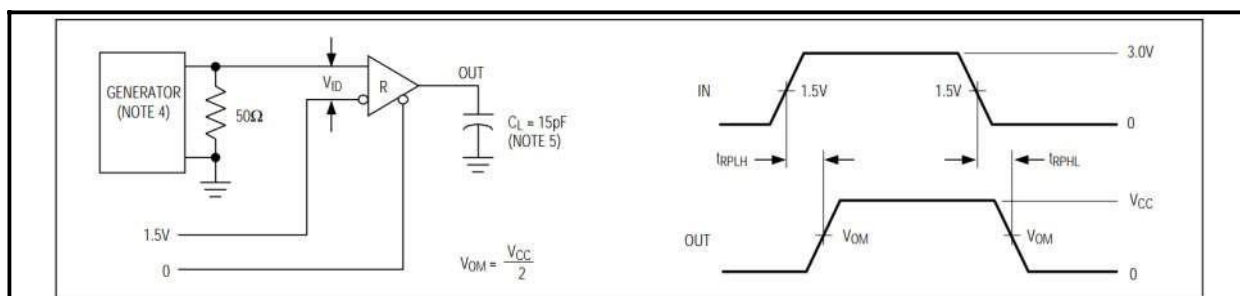 GENERATOR
(NOTE 4)
50Ω
VID
R
OUT
CL = 15pF
(NOTE 5)
1.5V
0
VOM = VCC
2
3.0V
IN
1.5V
1.5V
0
tRPLH
tRPHL
VCC
OUT
VOM
VOM
0